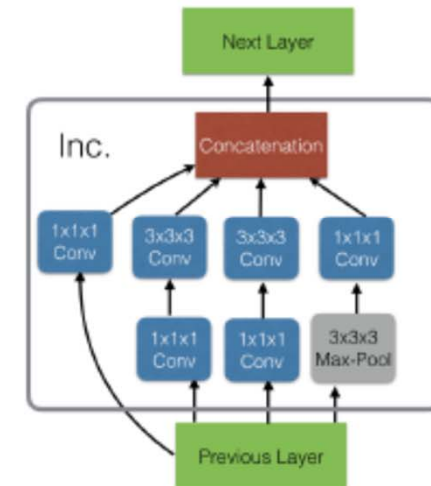 Next Layer
Inc.
Concatenation
1x1x1
Conv
3x3x3
Conv
3x3x3
Conv
1x1x1
Conv
1x1x1
Conv
1x1x1
Conv
3x3x3
Max-Pool
Previous Layer